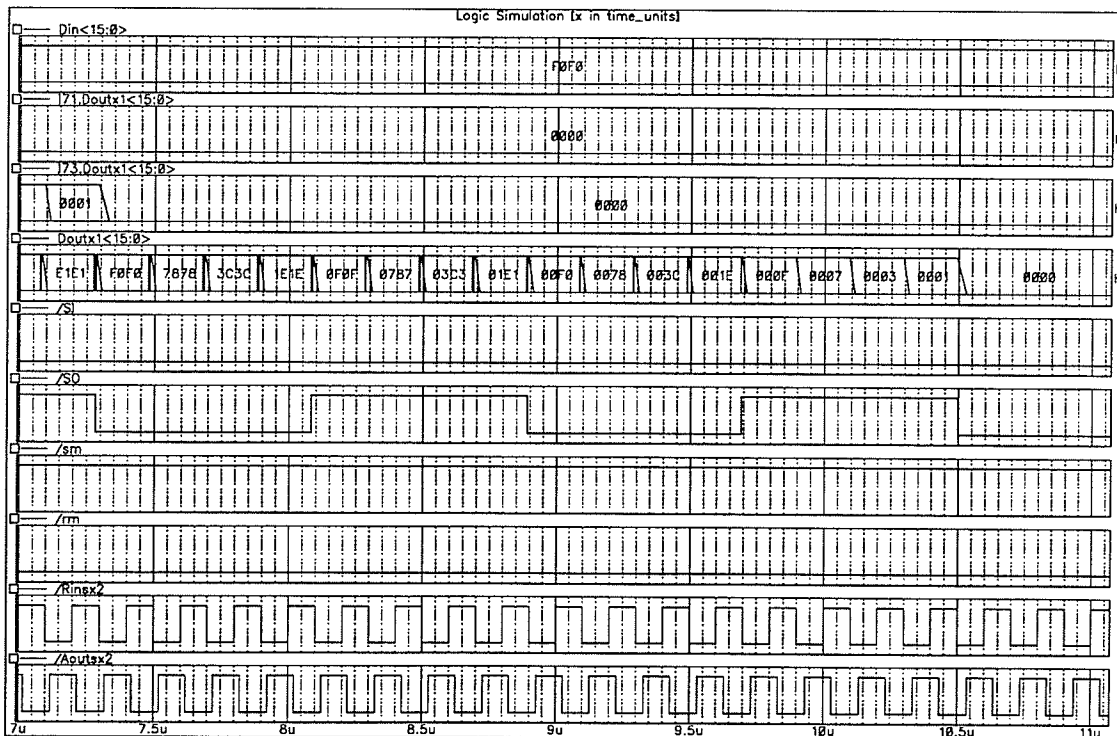 Logic Simulation [x in time_units]
Din<15:0>
F0F0
I71.Doutx1<15:0>
0000
I73.Doutx1<15:0>
0001 0000
Doutx1<15:0>
E1E1 F0F0 7878 3C3C 1E1E 0F0F 0787 03C3 01E1 00F0 0078 003C 001E 000F 0007 0003 0001 0000
/SI
/SO
/sm
/rm
/Rinsx2
/Aoutsx2
7u 7.5u 8u 8.5u 9u 9.5u 10u 10.5u 11u